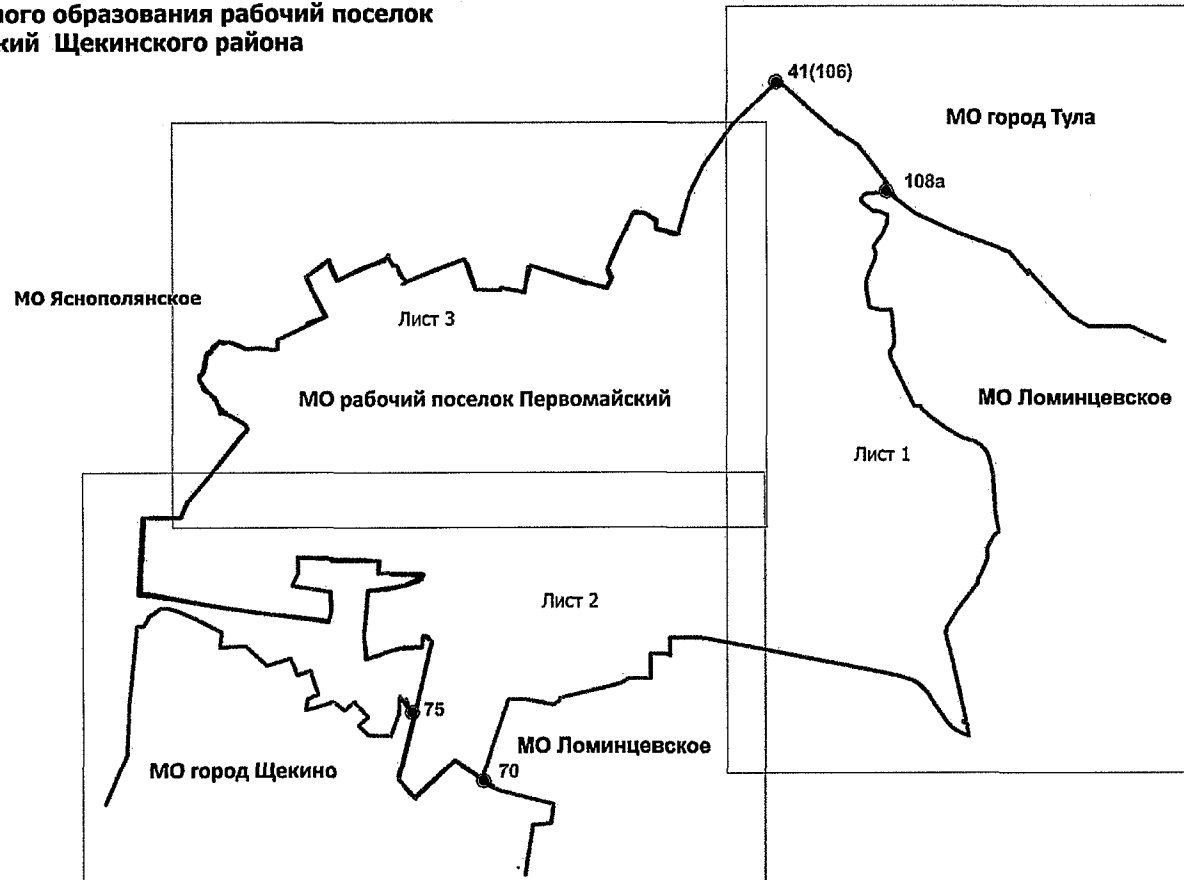 ного образования рабочий поселок
кий Щекинского района
41(106)
МО город Тула
108а
МО Яснополянское
Лист 3
МО рабочий поселок Первомайский
МО Ломинцевское
Лист 1
Лист 2
75
МО Ломинцевское
70
МО город Щекино